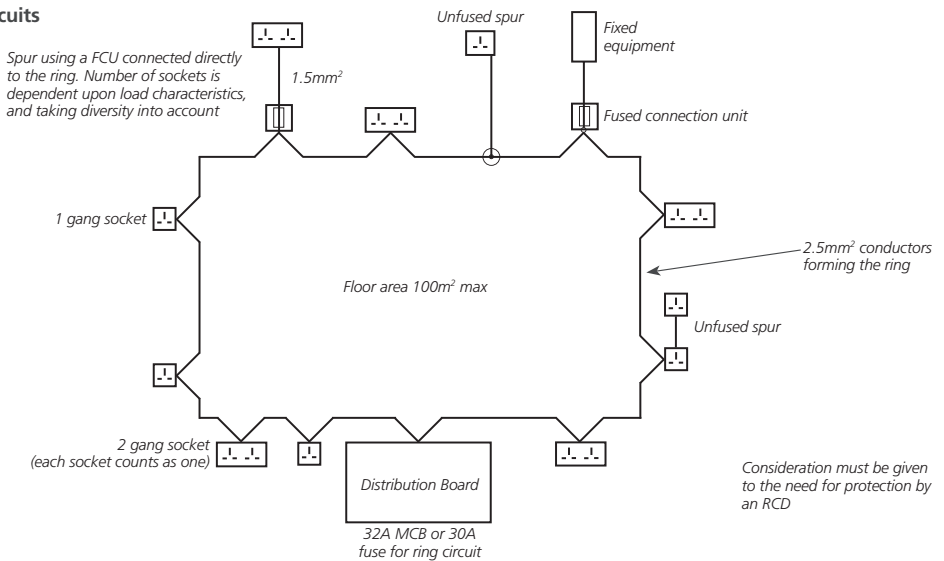 cuits
Spur using a FCU connected directly
to the ring. Number of sockets is
dependent upon load characteristics,
and taking diversity into account
1.5mm²
Unfused spur
Fixed
equipment
Fused connection unit
1 gang socket
2.5mm² conductors
forming the ring
Floor area 100m² max
Unfused spur
2 gang socket
(each socket counts as one)
Distribution Board
32A MCB or 30A
fuse for ring circuit
Consideration must be given
to the need for protection by
an RCD